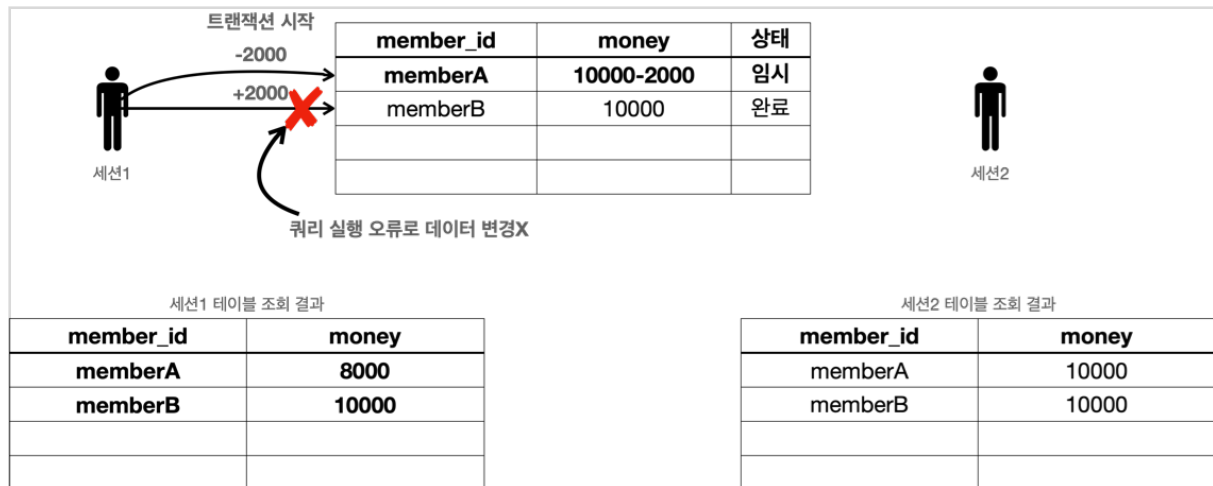 트랜잭션 시작
-2000
+2000
member_id money 상태
memberA 10000-2000 임시
memberB 10000 완료
세션1
세션2
쿼리 실행 오류로 데이터 변경X
세션1 테이블 조회 결과
member_id money
memberA 8000
memberB 10000
세션2 테이블 조회 결과
member_id money
memberA 10000
memberB 10000